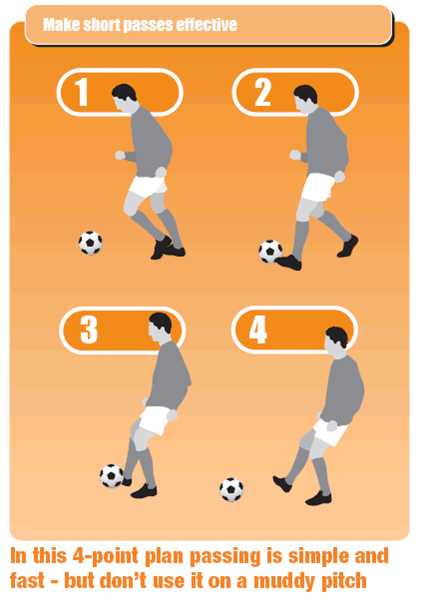 Make short passes effective
1
2
3
4
In this 4-point plan passing is simple and
fast - but don't use it on a muddy pitch